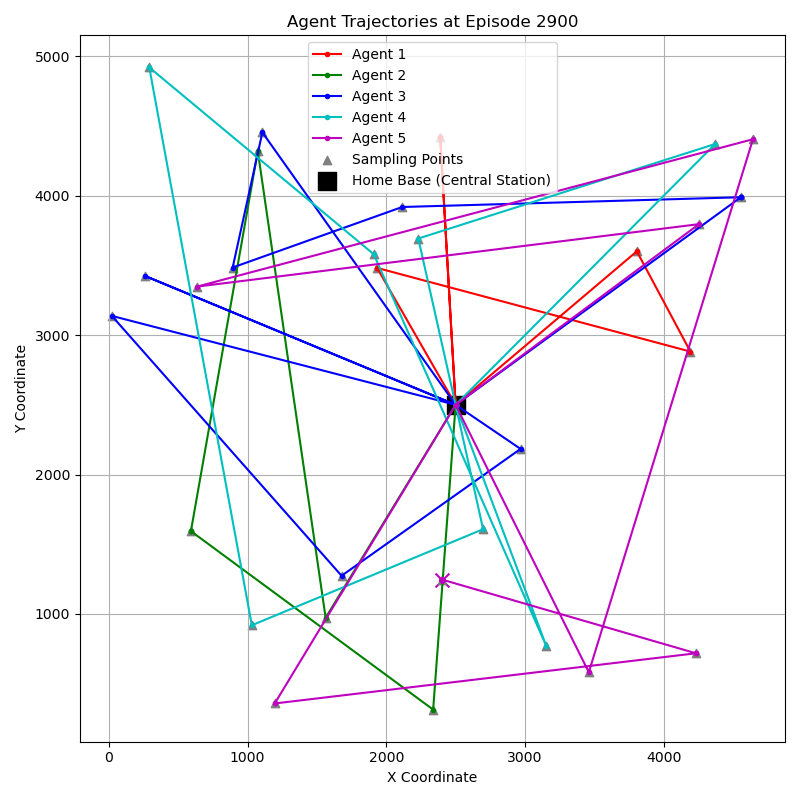 Agent Trajectories at Episode 2900
Agent 1
Agent 2
Agent 3
Agent 4
Agent 5
Sampling Points
Home Base (Central Station)
Y Coordinate
5000
4000
3000
2000
1000
0
1000
2000
3000
4000
X Coordinate